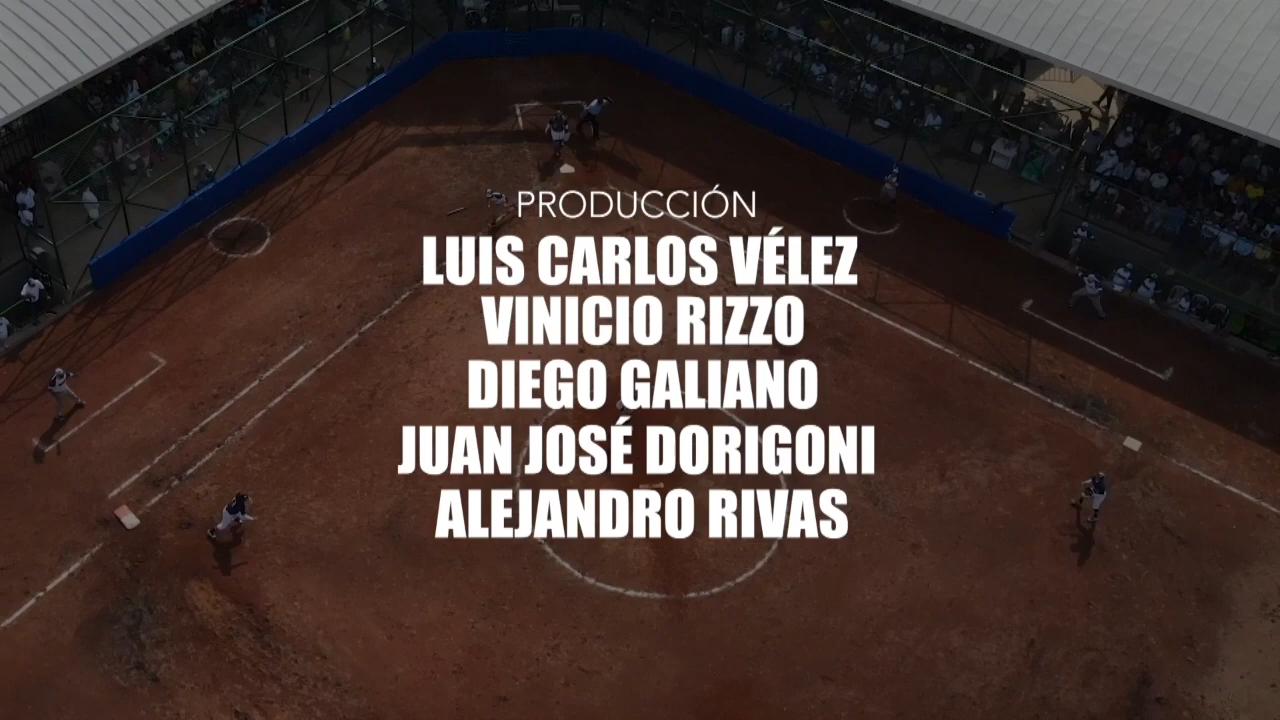 PRODUCCIÓN
LUIS CARLOS VÉLEZ
VINICIO RIZZO
DIEGO GALIANO
JUAN JOSÉ DORIGONI
ALEJANDRO RIVAS